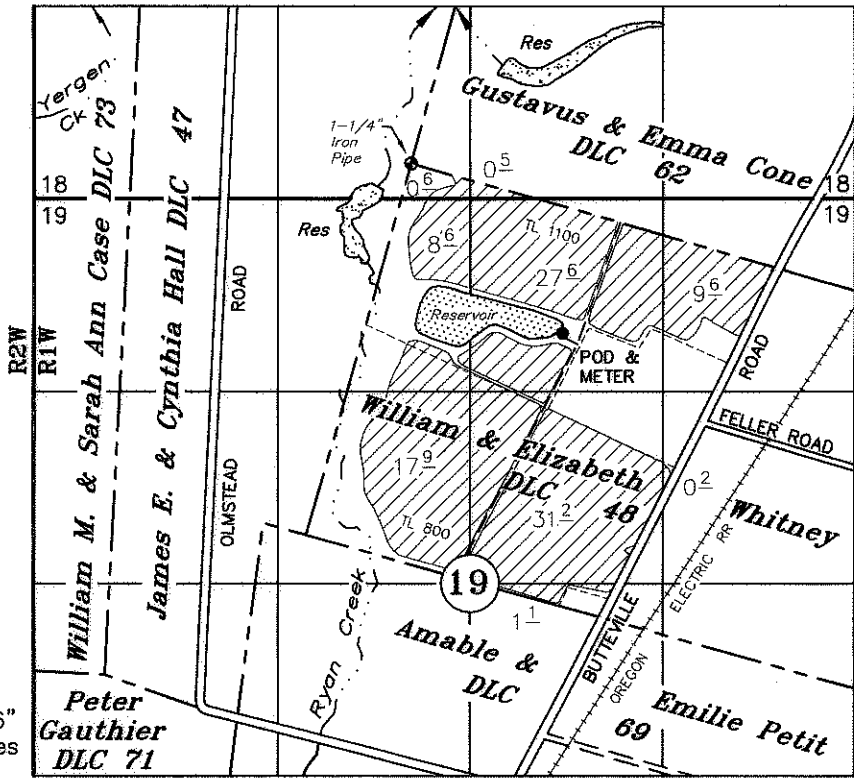 Res
Yergen
CK
Gustavus & Emma Cone
DLC 62
1-1/4"
Iron
Pipe
0 6
0 5
18
19
18
19
William M. & Sarah Ann Case DLC 73
James E. & Cynthia Hall DLC 47
OLMSTEAD ROAD
Res
TL 1100
8 6
27 6
9 6
Reservoir
POD &
METER
R2W
R1W
ROAD
FELLER ROAD
William & Elizabeth
DLC 48
Whitney
17 9
31 2
0 2
TL 800
19
1 1
ELECTRIC RR
OREGON
BUTTEVILLE
Ryan Creek
Amable &
DLC
Emilie Petit
69
Peter
Gauthier
DLC 71